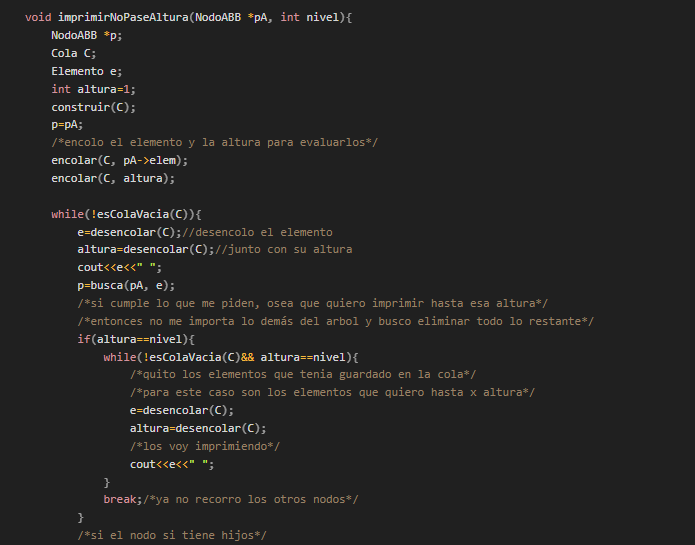 void imprimirNoPaseAltura(NodoABB *pA, int nivel){
    NodoABB *p;
    Cola C;
    Elemento e;
    int altura=1;
    construir(C);
    p=pA;
    /*encolo el elemento y la altura para evaluarlos*/
    encolar(C, pA->elem);
    encolar(C, altura);

    while(!esColaVacia(C)){
        e=desencolar(C);//desencolo el elemento
        altura=desencolar(C);//junto con su altura
        cout<<e<<" ";
        p=busca(pA, e);
        /*si cumple lo que me piden, osea que quiero imprimir hasta esa altura*/
        /*entonces no me importa lo demás del arbol y busco eliminar todo lo restante*/
        if(altura==nivel){
            while(!esColaVacia(C)&& altura==nivel){
                /*quito los elementos que tenia guardado en la cola*/
                /*para este caso son los elementos que quiero hasta x altura*/
                e=desencolar(C);
                altura=desencolar(C);
                /*los voy imprimiendo*/
                cout<<e<<" ";
            }
            break;/*ya no recorro los otros nodos*/
        }
        /*si el nodo si tiene hijos*/